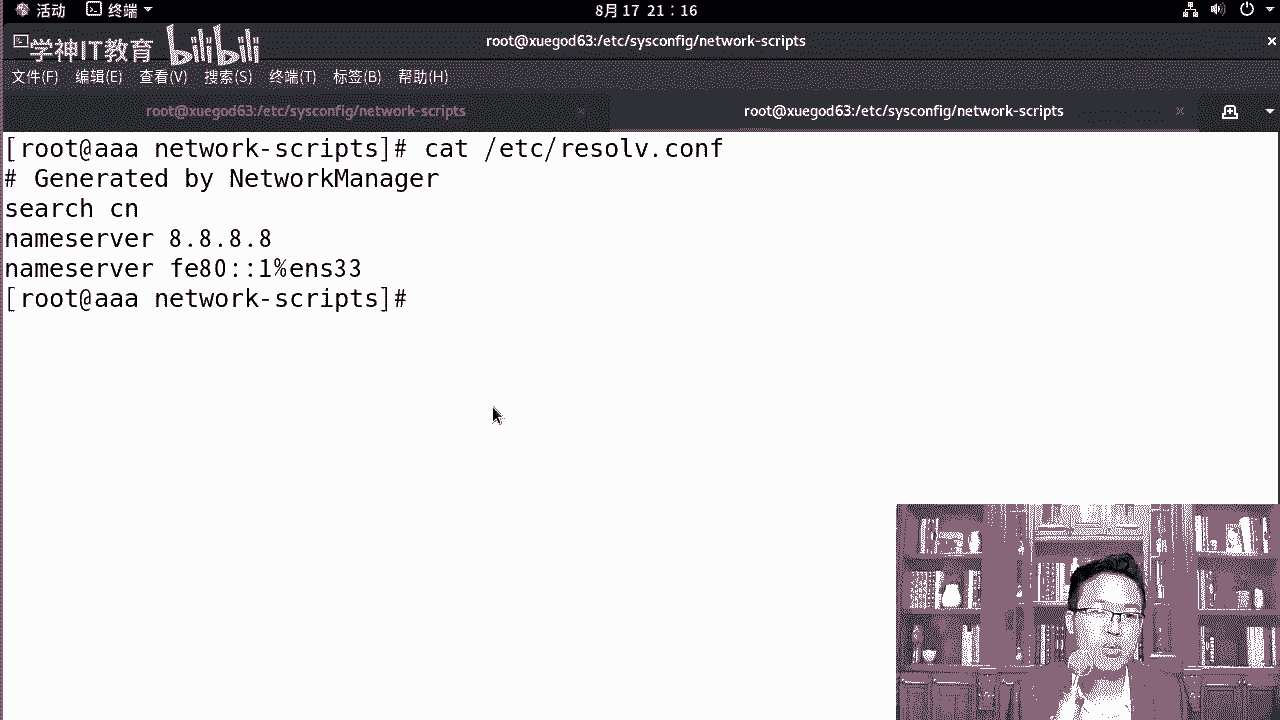 活动 终端 8月 17 21：16
学神IT教育 bilibili
root@xuegod63:/etc/sysconfig/network-scripts
文件(F) 编辑(E) 查看(V) 搜索(S) 终端(T) 标签(B) 帮助(H)
root@xuegod63:/etc/sysconfig/network-scripts root@xuegod63:/etc/sysconfig/network-scripts
[root@aaa network-scripts]# cat /etc/resolv.conf
# Generated by NetworkManager
search cn
nameserver 8.8.8.8
nameserver fe80::1%ens33
[root@aaa network-scripts]#